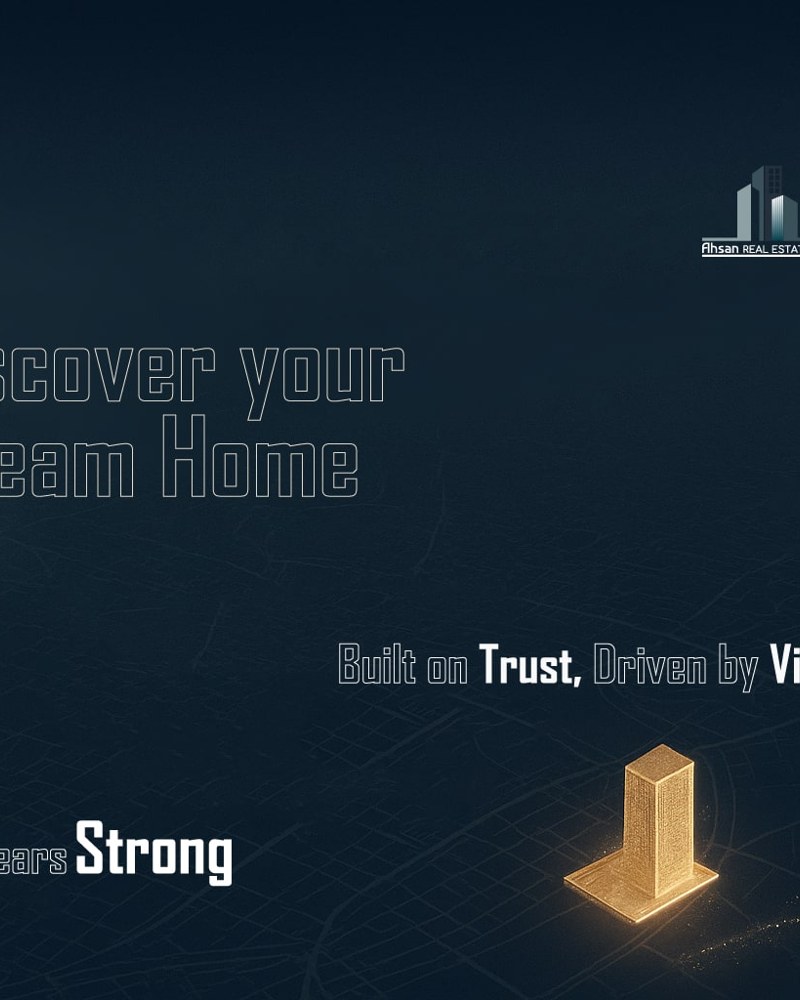 Ahsan REAL ESTAT
scover your
eam Home
Built on Trust, Driven by Vi
ears Strong